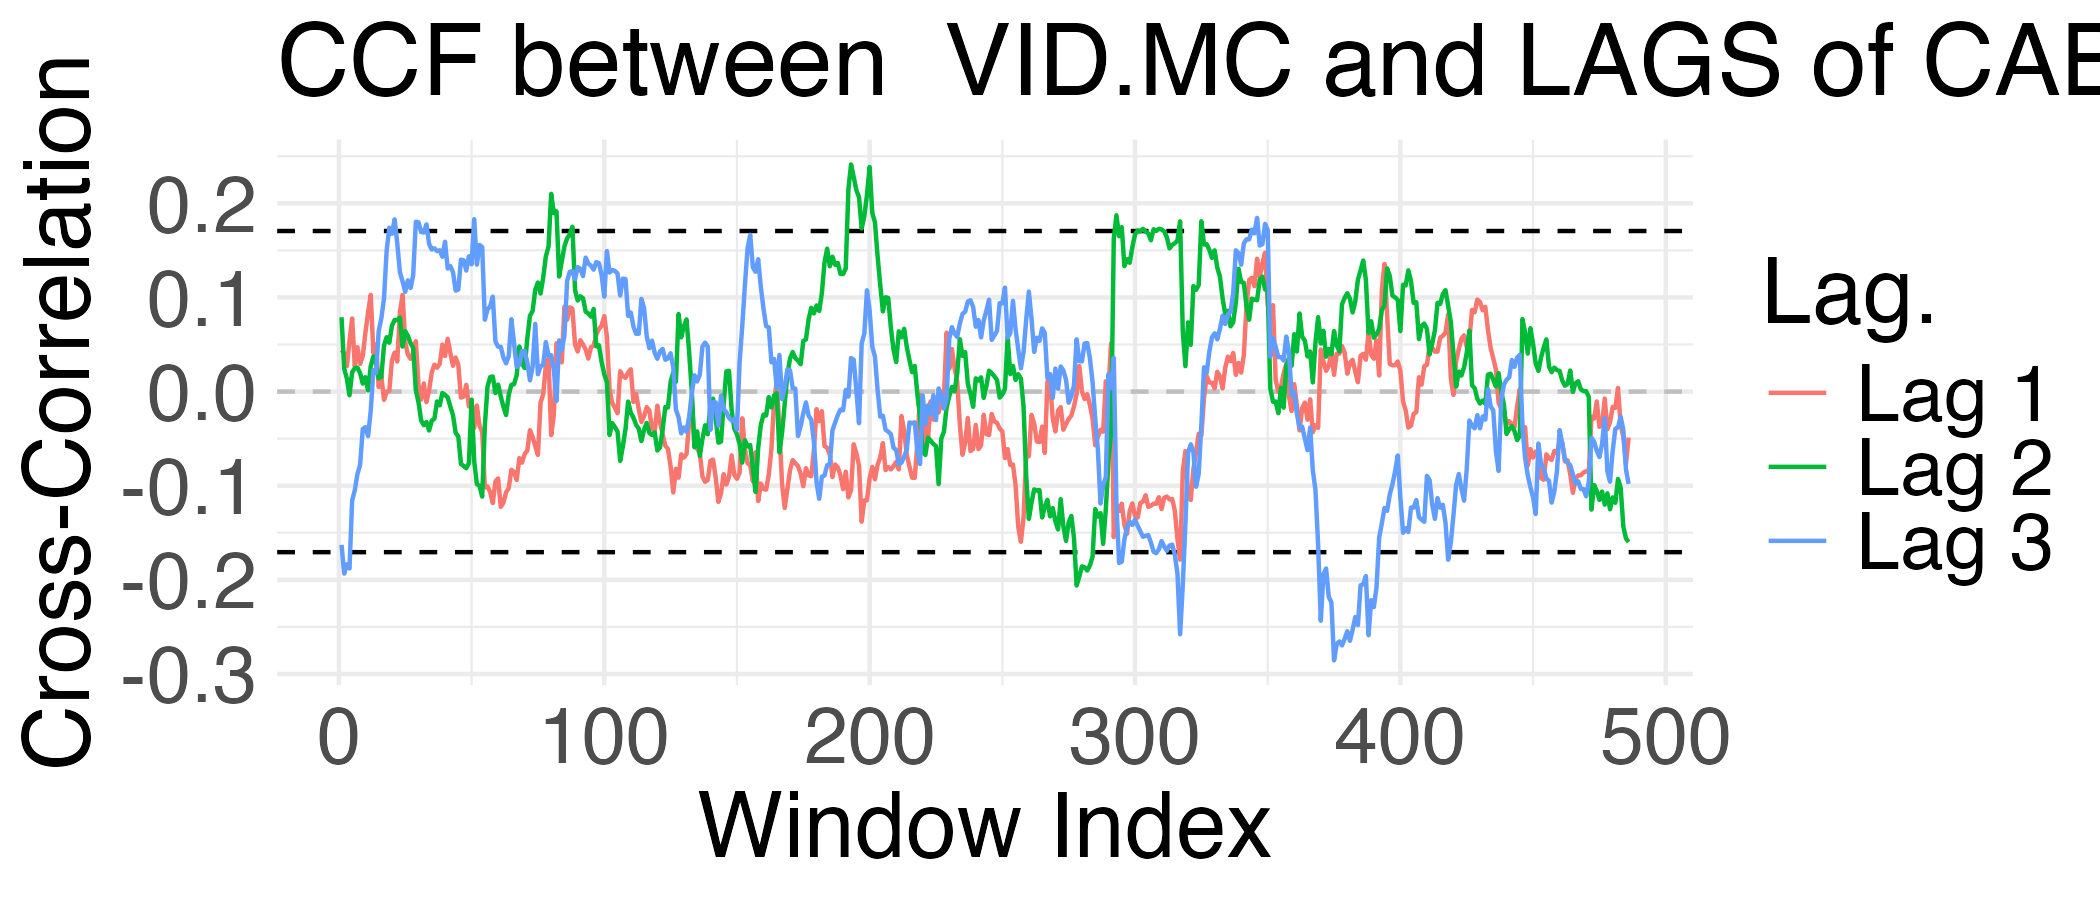 CCF between  VID.MC and LAGS of CAE
Cross-Correlation
0.2
0.1
0.0
-0.1
-0.2
-0.3
0 100 200 300 400 500
Window Index
Lag.
Lag 1
Lag 2
Lag 3